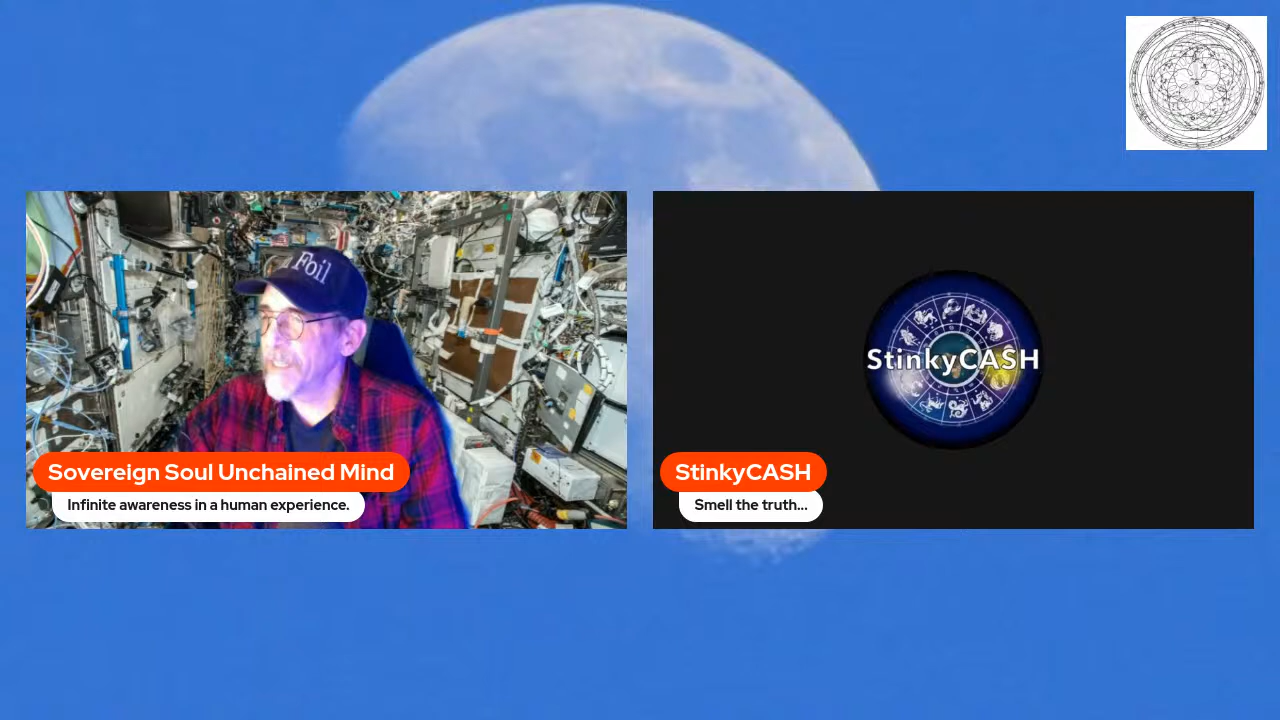 Foil
Sovereign Soul Unchained Mind
Infinite awareness in a human experience.
StinkyCASH
StinkyCASH
Smell the truth...